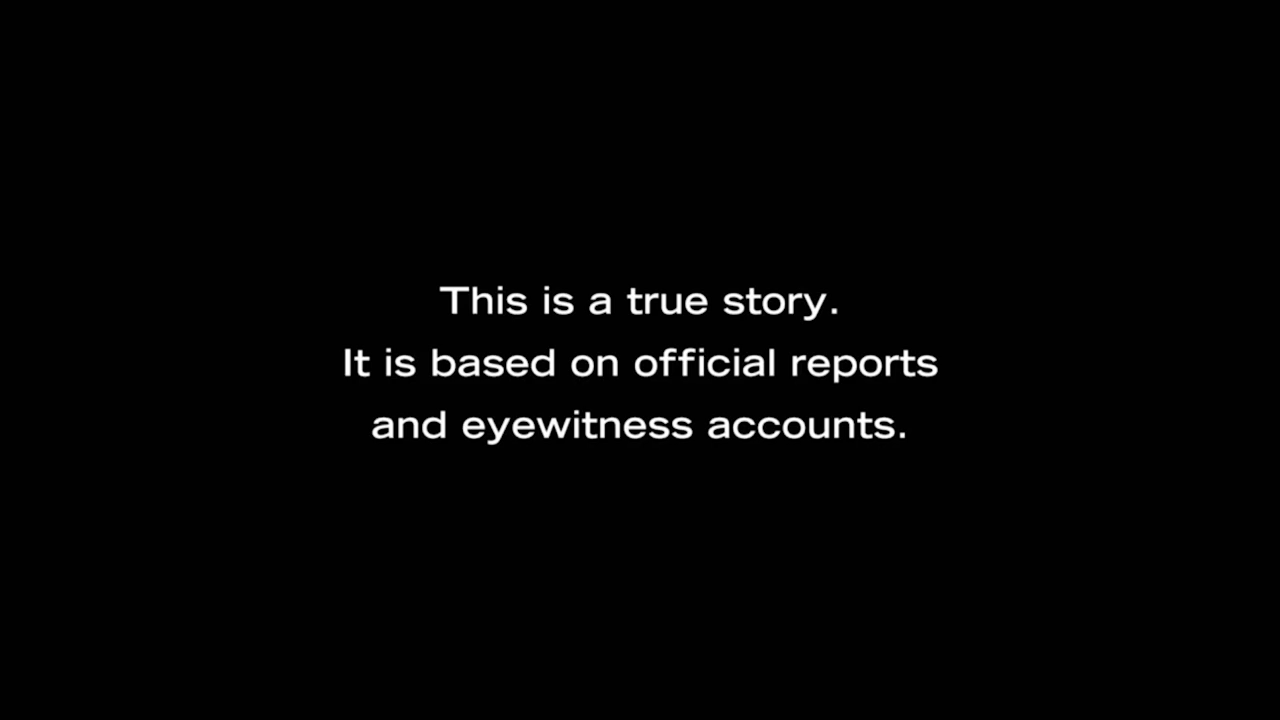 This is a true story.
It is based on official reports
and eyewitness accounts.